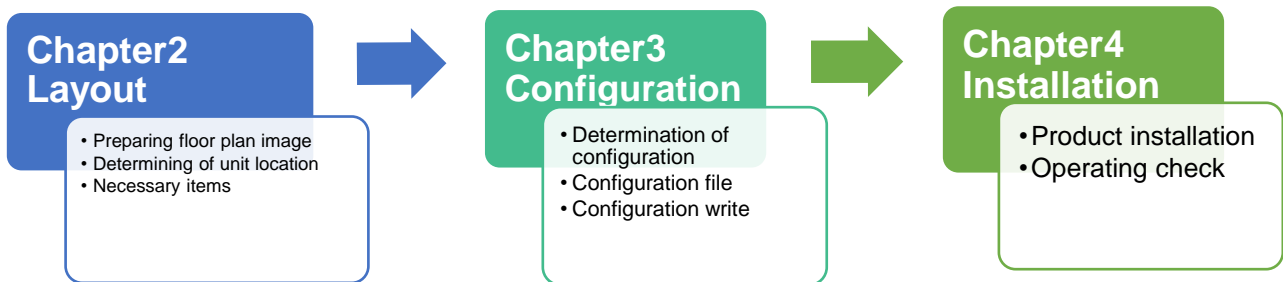 Chapter2
Layout
• Preparing floor plan image
• Determining of unit location
• Necessary items
Chapter3
Configuration
• Determination of
configuration
• Configuration file
• Configuration write
Chapter4
Installation
• Product installation
• Operating check